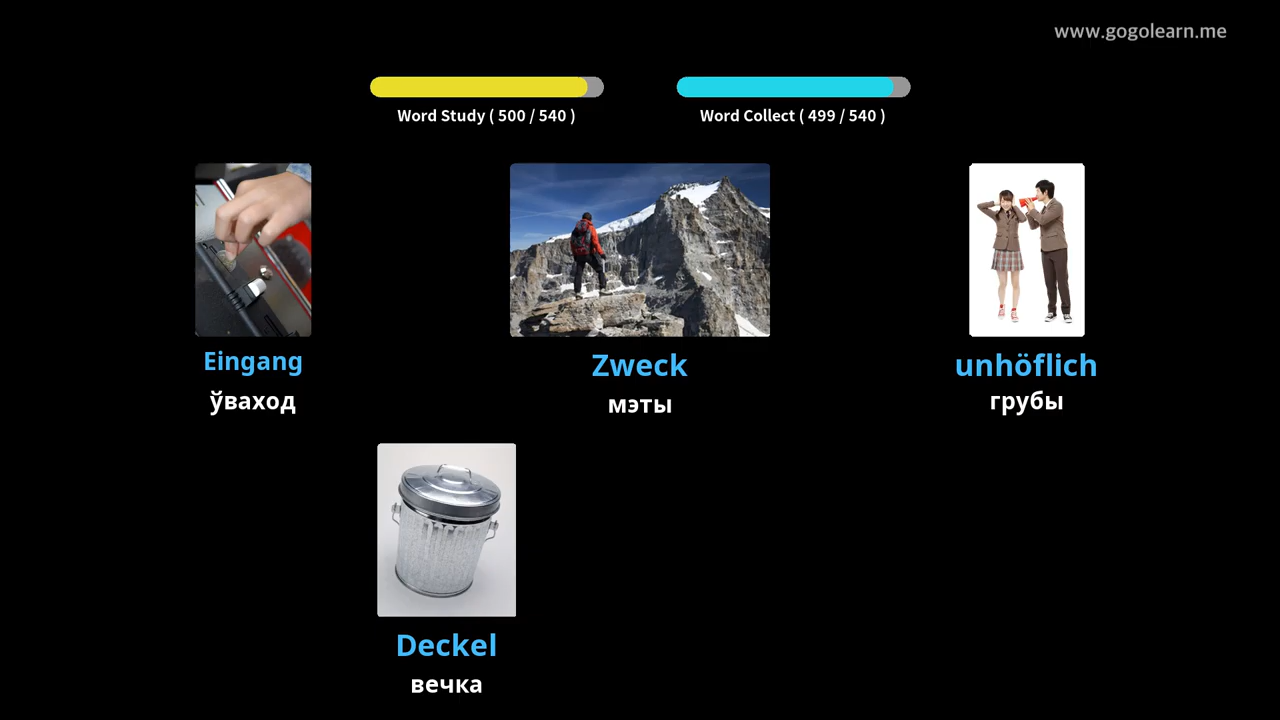 www.gogolearn.me
Word Study ( 500 / 540 )
Word Collect ( 499 / 540 )
Eingang
ўваход
Zweck
мэты
unhöflich
грубы
Deckel
вечка